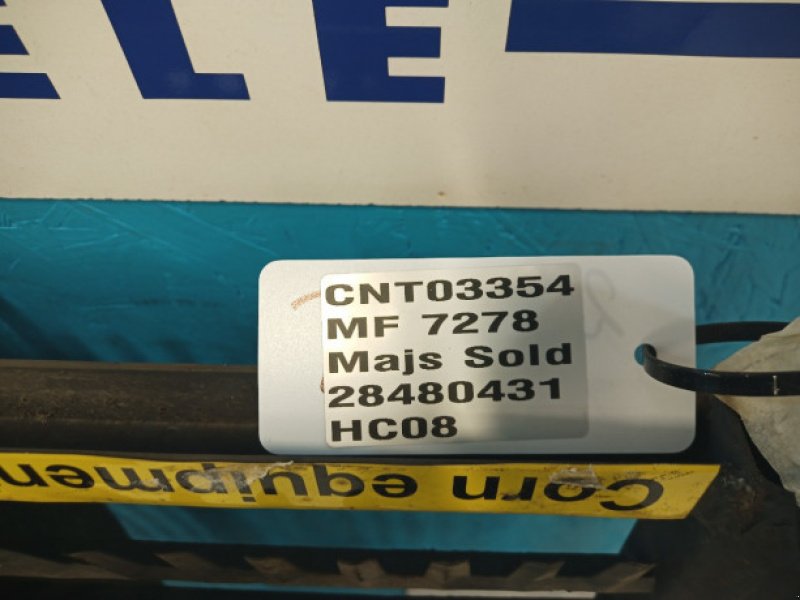 ELE
CNT03354
MF 7278
Majs Sold
28480431
HC08
Corn equipmen